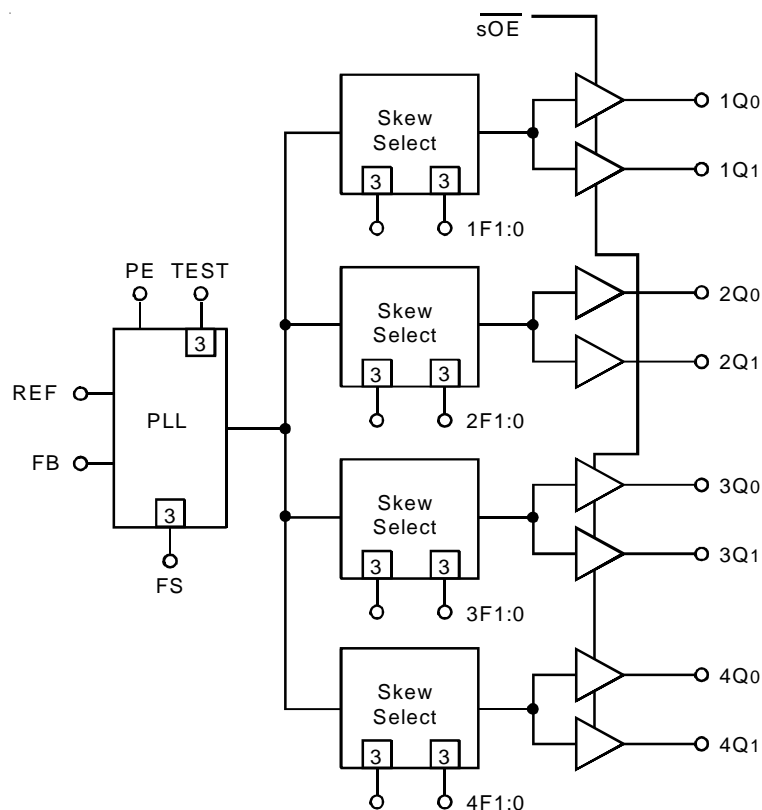 sOE
Skew
Select
3 3
1F1:0
1Q0
1Q1
PE TEST
3
REF
PLL
FB
3
FS
Skew
Select
3 3
2F1:0
2Q0
2Q1
Skew
Select
3 3
3F1:0
3Q0
3Q1
Skew
Select
3 3
4F1:0
4Q0
4Q1